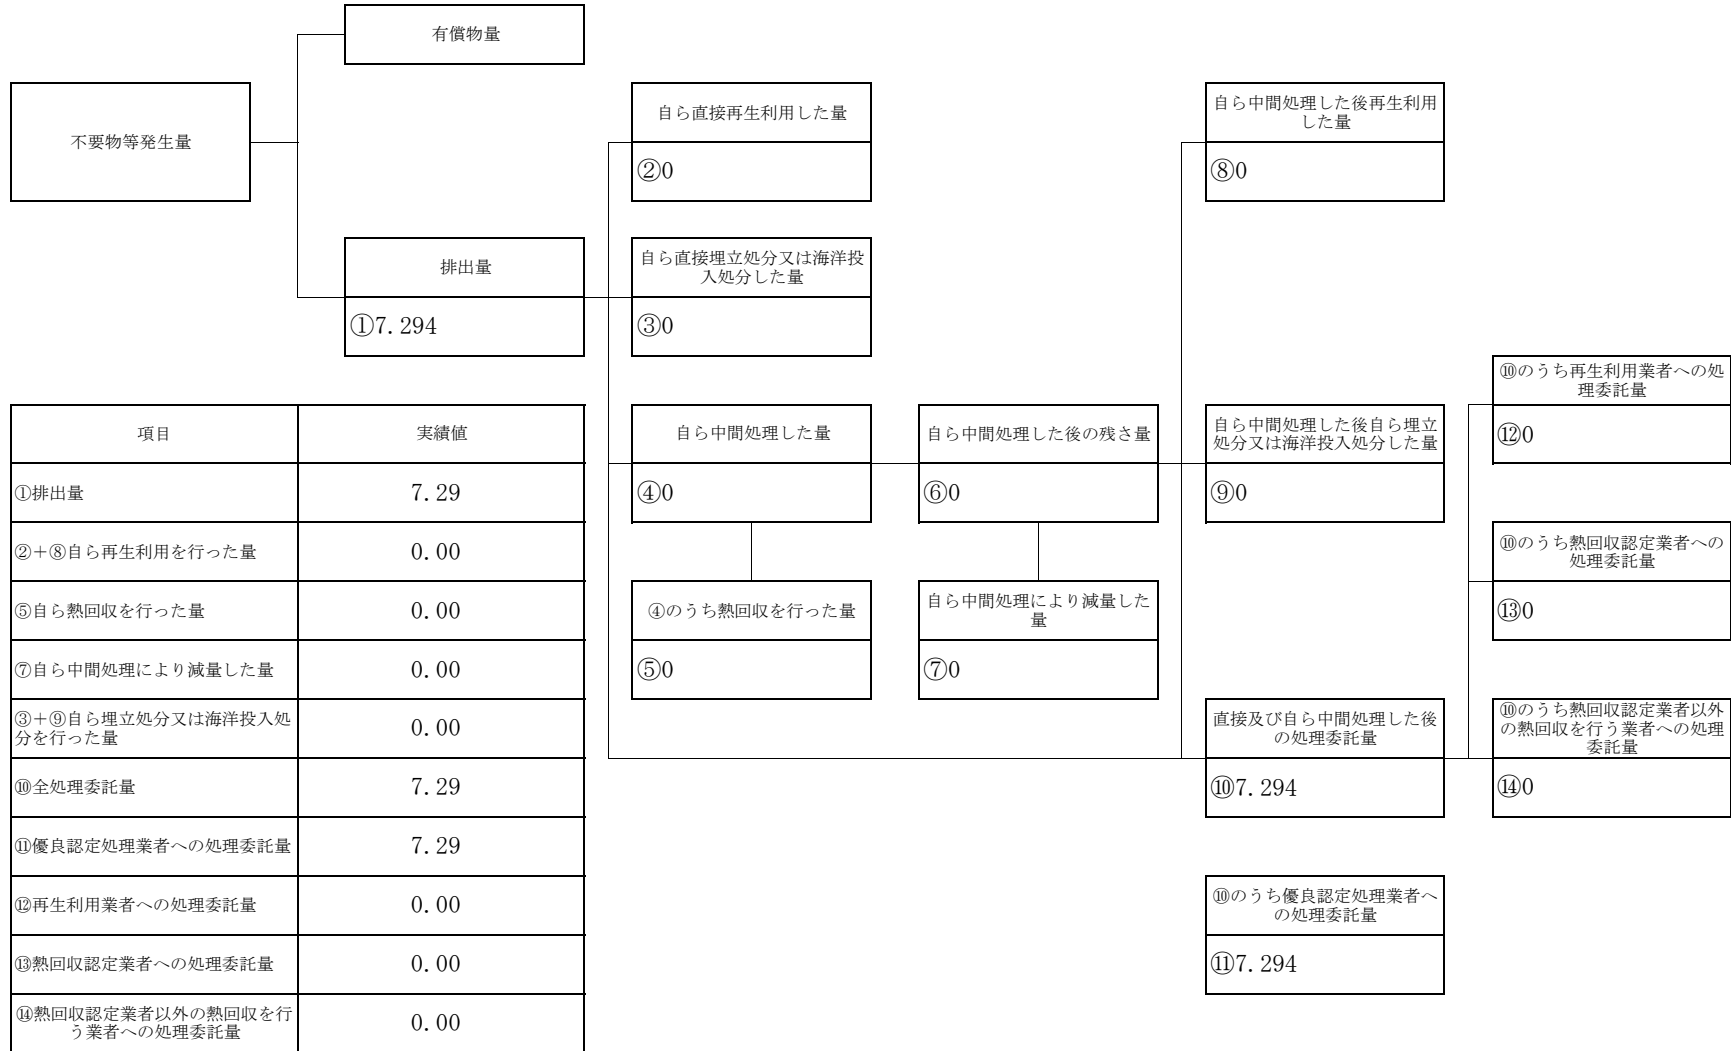 有償物量
不要物等発生量
自ら直接再生利用した量
②0
自ら中間処理した後再生利用
した量
⑧0
排出量
①7.294
自ら直接埋立処分又は海洋投
入処分した量
③0
項目 実績値
①排出量 7.29
②＋⑧自ら再生利用を行った量 0.00
⑤自ら熱回収を行った量 0.00
⑦自ら中間処理により減量した量 0.00
③＋⑨自ら埋立処分又は海洋投入処
分を行った量 0.00
⑩全処理委託量 7.29
⑪優良認定処理業者への処理委託量 7.29
⑫再生利用業者への処理委託量 0.00
⑬熱回収認定業者への処理委託量 0.00
⑭熱回収認定業者以外の熱回収を行
う業者への処理委託量 0.00
自ら中間処理した量
④0
④のうち熱回収を行った量
⑤0
自ら中間処理した後の残さ量
⑥0
自ら中間処理により減量した
量
⑦0
自ら中間処理した後自ら埋立
処分又は海洋投入処分した量
⑨0
直接及び自ら中間処理した後
の処理委託量
⑩7.294
⑩のうち優良認定処理業者へ
の処理委託量
⑪7.294
⑩のうち再生利用業者への処
理委託量
⑫0
⑩のうち熱回収認定業者への
処理委託量
⑬0
⑩のうち熱回収認定業者以外
の熱回収を行う業者への処理
委託量
⑭0